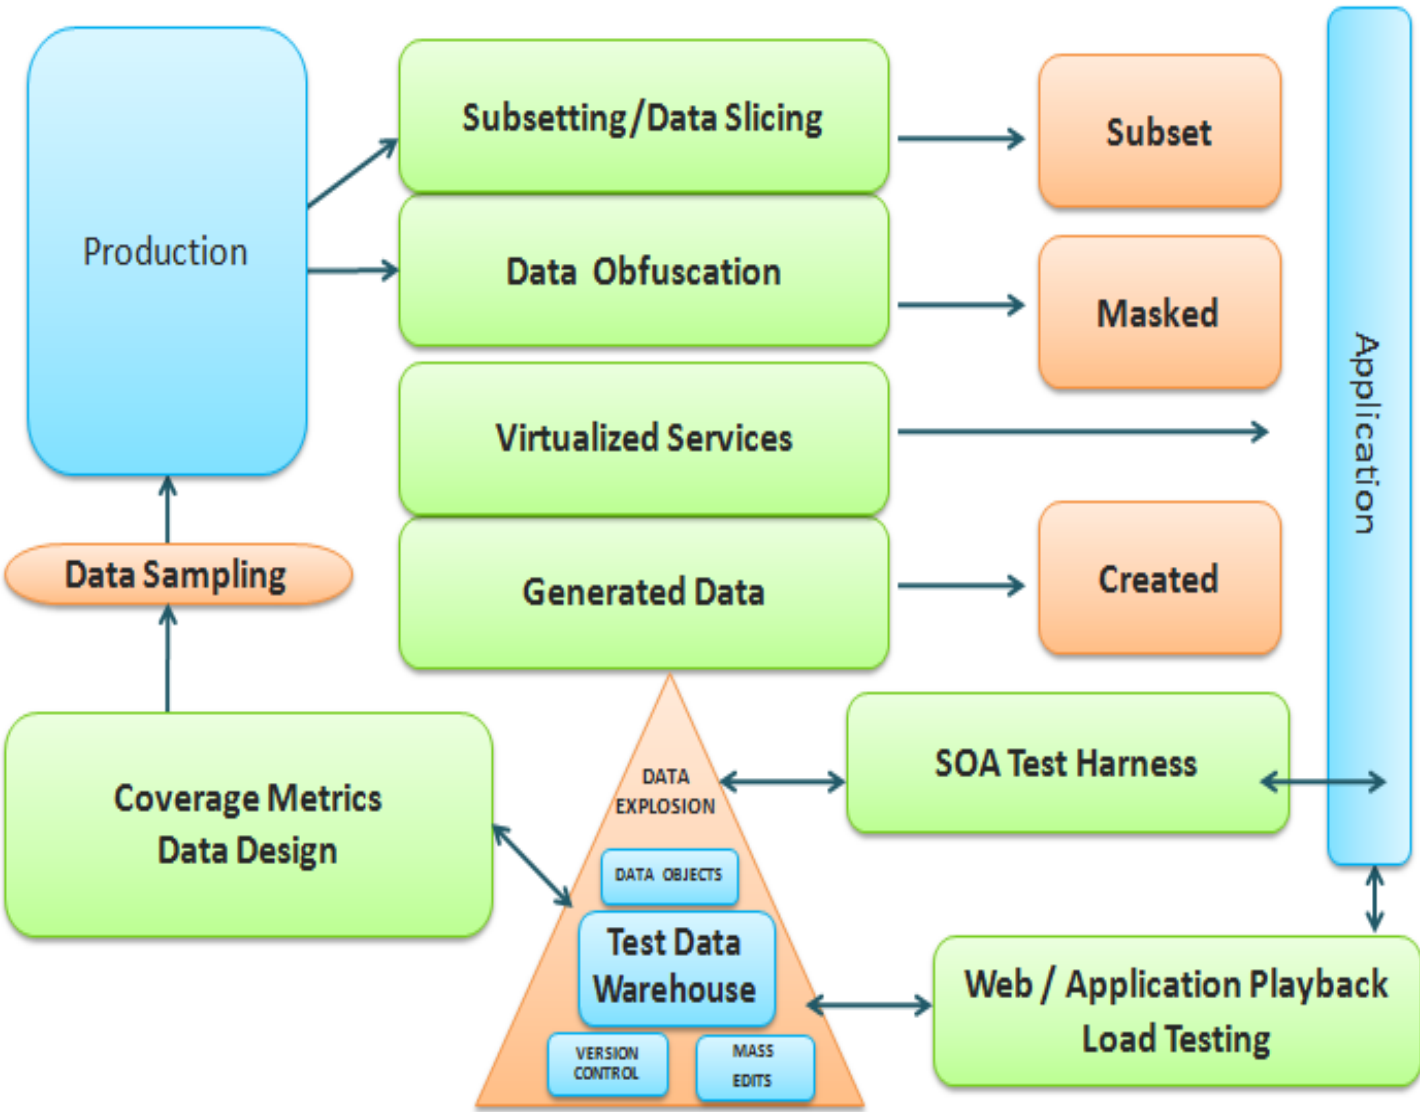 Production
Subsetting/Data Slicing
Subset
Data Obfuscation
Masked
Virtualized Services
Application
Data Sampling
Generated Data
Created
Coverage Metrics
Data Design
DATA
EXPLOSION
SOA Test Harness
DATA OBJECTS
Test Data
Warehouse
VERSION
CONTROL
MASS
EDITS
Web / Application Playback
Load Testing